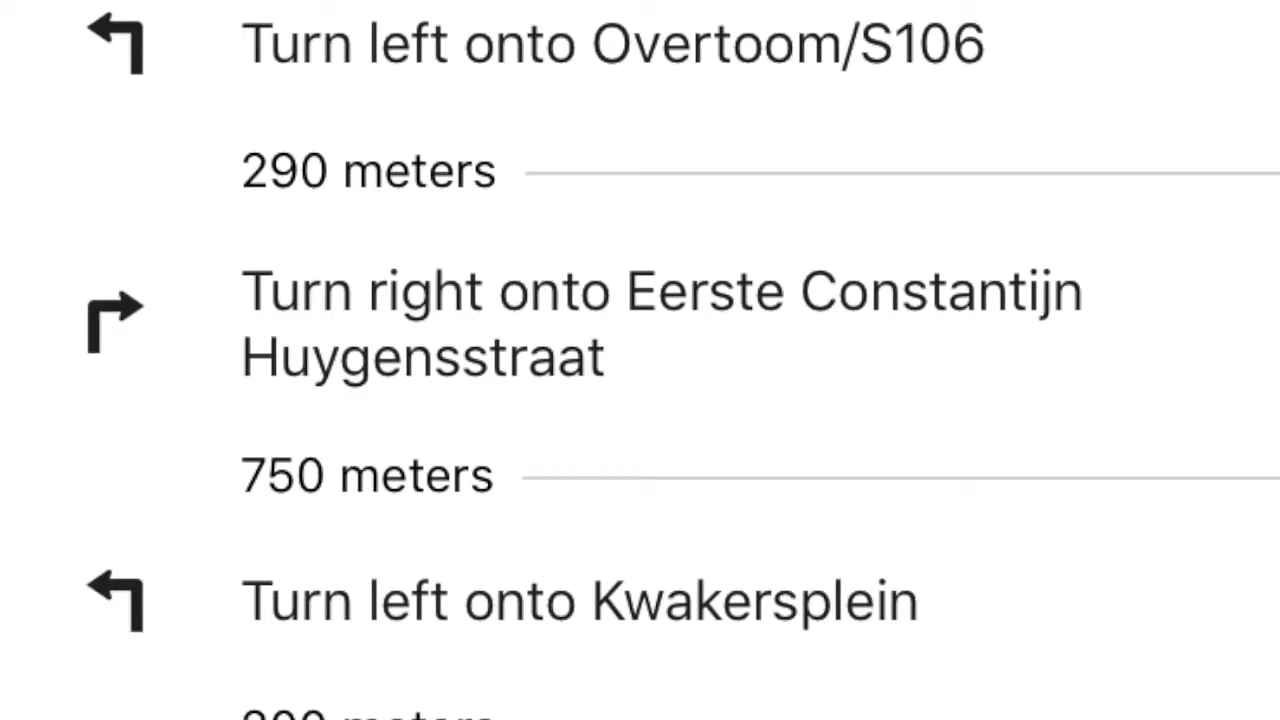 Turn left onto Overtoom/S106
290 meters
Turn right onto Eerste Constantijn
Huygensstraat
750 meters
Turn left onto Kwakersplein
meters